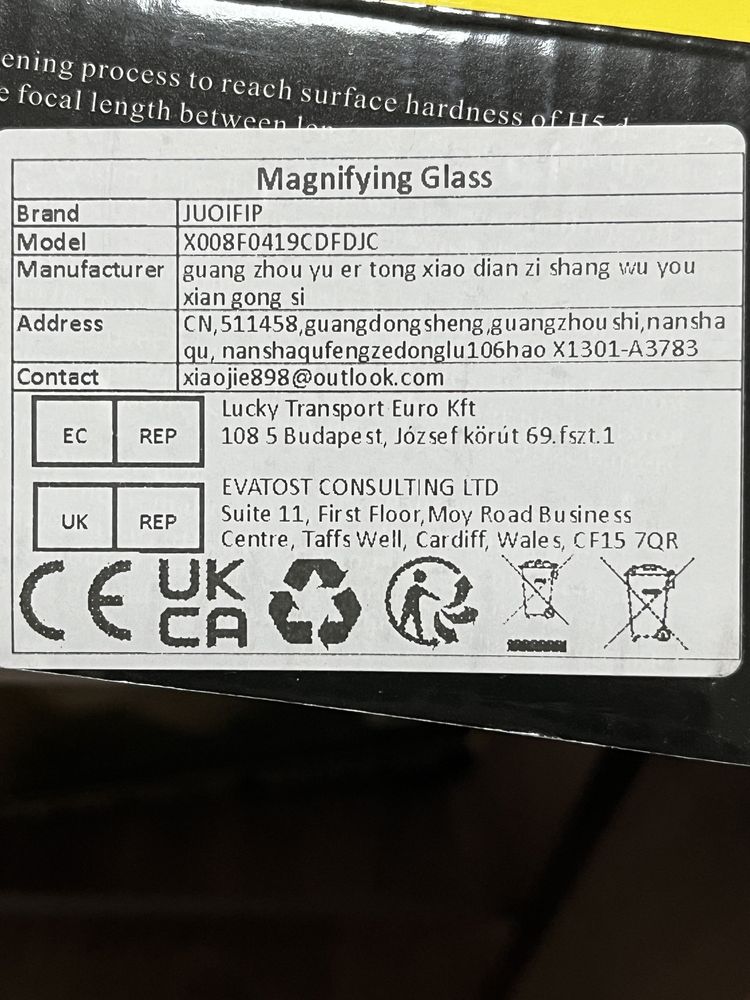 ening process to reach surface hardness of H5
focal length between
Magnifying Glass
Brand JUOIFIP
Model X008F0419CDFDJC
Manufacturer guang zhou yu er tong xiao dian zi shang wu you
xian gong si
Address CN,511458,guangdongsheng,guangzhou shi,nansha
qu, nanshaqufengzedonglu106hao X1301-A3783
Contact xiaojie898@outlook.com
EC REP Lucky Transport Euro Kft
108 5 Budapest, József körút 69.fszt.1
UK REP EVATOST CONSULTING LTD
Suite 11, First Floor,Moy Road Business
Centre, Taffs Well, Cardiff, Wales, CF15 7QR
CE UK
CA